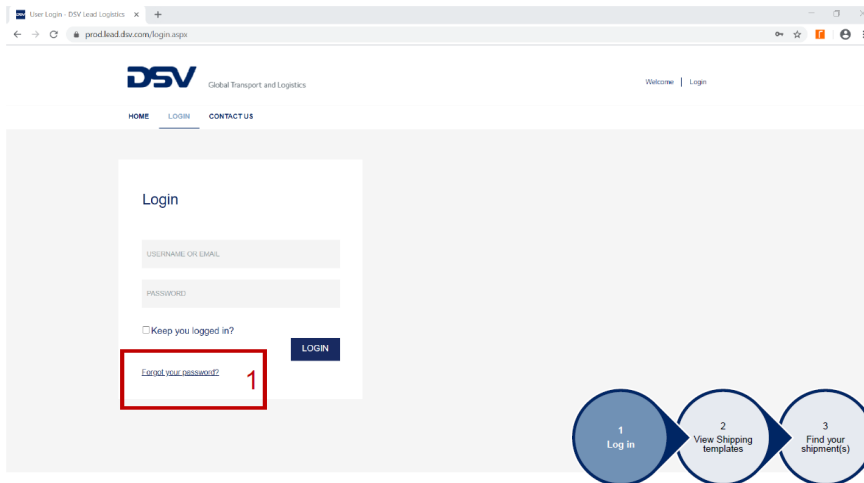 User Login - DSV Lead Logistics
prod.lead.dsv.com/login.aspx
DSV
Global Transport and Logistics
Welcome | Login
HOME LOGIN CONTACT US
Login
USERNAME OR EMAIL
PASSWORD
Keep you logged in?
LOGIN
Forgot your password?
1
1
Log in
2
View Shipping
templates
3
Find your
shipment(s)